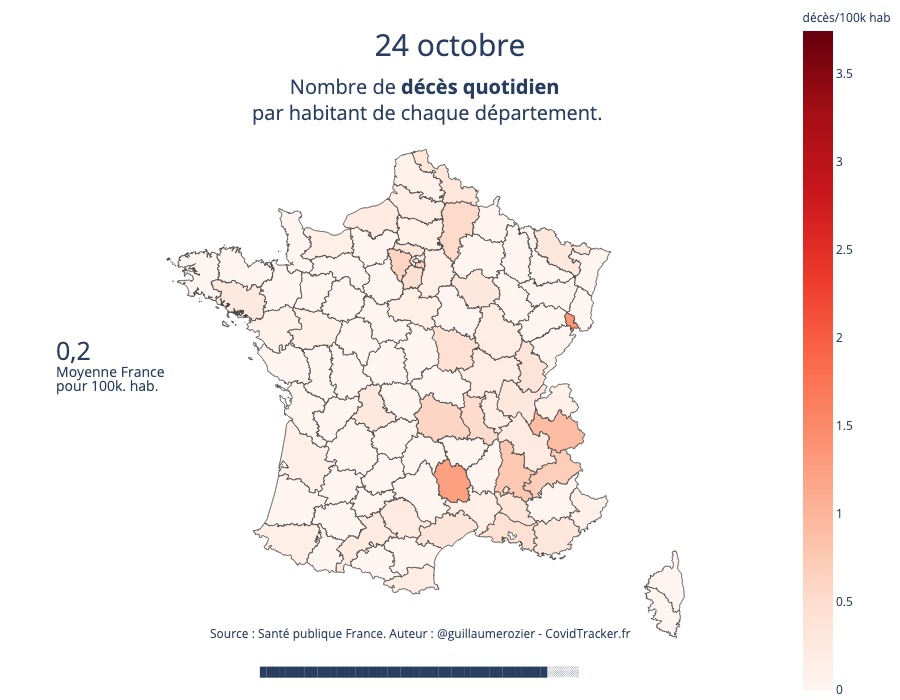 décès/100k hab
24 octobre
Nombre de décès quotidien
par habitant de chaque département.
3.5
3
2.5
2
1.5
1
0.5
0
0,2
Moyenne France
pour 100k. hab.
Source : Santé publique France. Auteur : @guillaumerozier - CovidTracker.fr